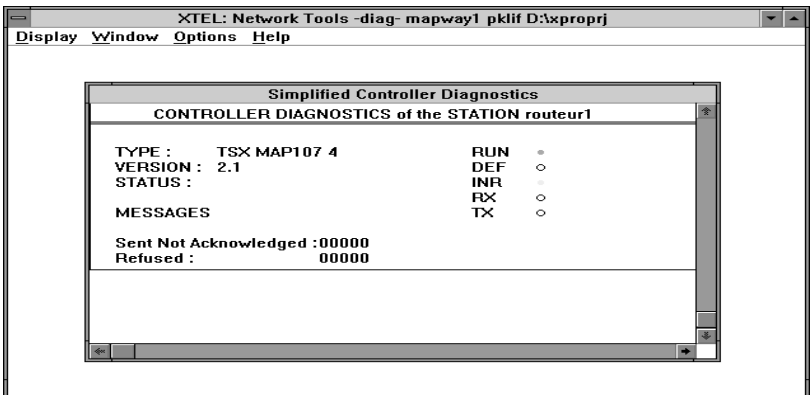 XTEL: Network Tools -diag- mapway1 pklif D:\xproprj
Display Window Options Help
Simplified Controller Diagnostics
CONTROLLER DIAGNOSTICS of the STATION routeur1
TYPE : TSX MAP107 4 RUN
VERSION : 2.1 DEF
STATUS : INR
RX
MESSAGES TX
Sent Not Acknowledged :00000
Refused : 00000